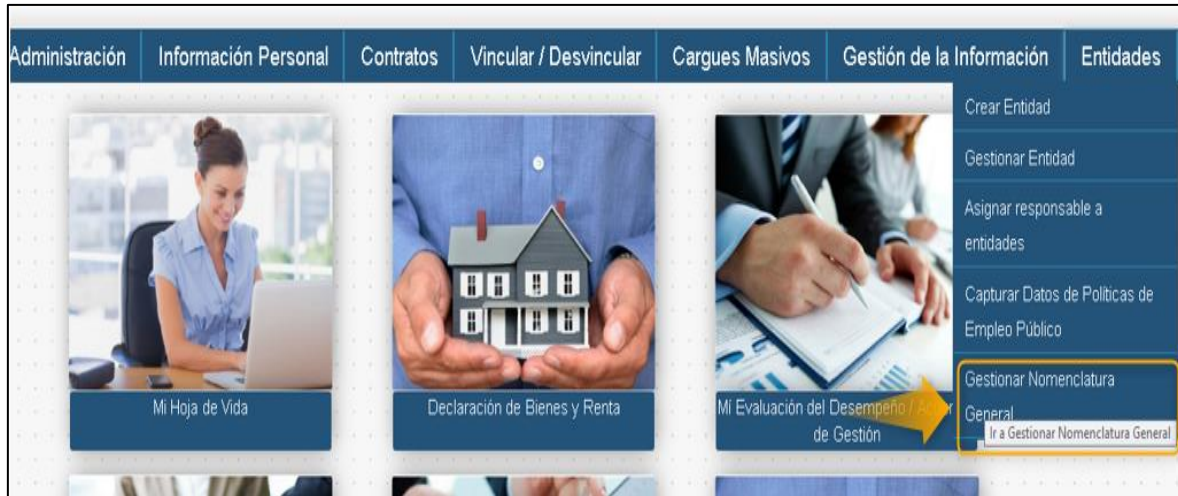 Administración Información Personal Contratos Vincular / Desvincular Cargues Masivos Gestión de la Información Entidades
Crear Entidad
Gestionar Entidad
Asignar responsable a
entidades
Capturar Datos de Políticas de
Empleo Público
Gestionar Nomenclatura
General
Ir a Gestionar Nomenclatura General
Mi Hoja de Vida
Declaración de Bienes y Renta
Mí Evaluación del Desempeño /
de Gestión